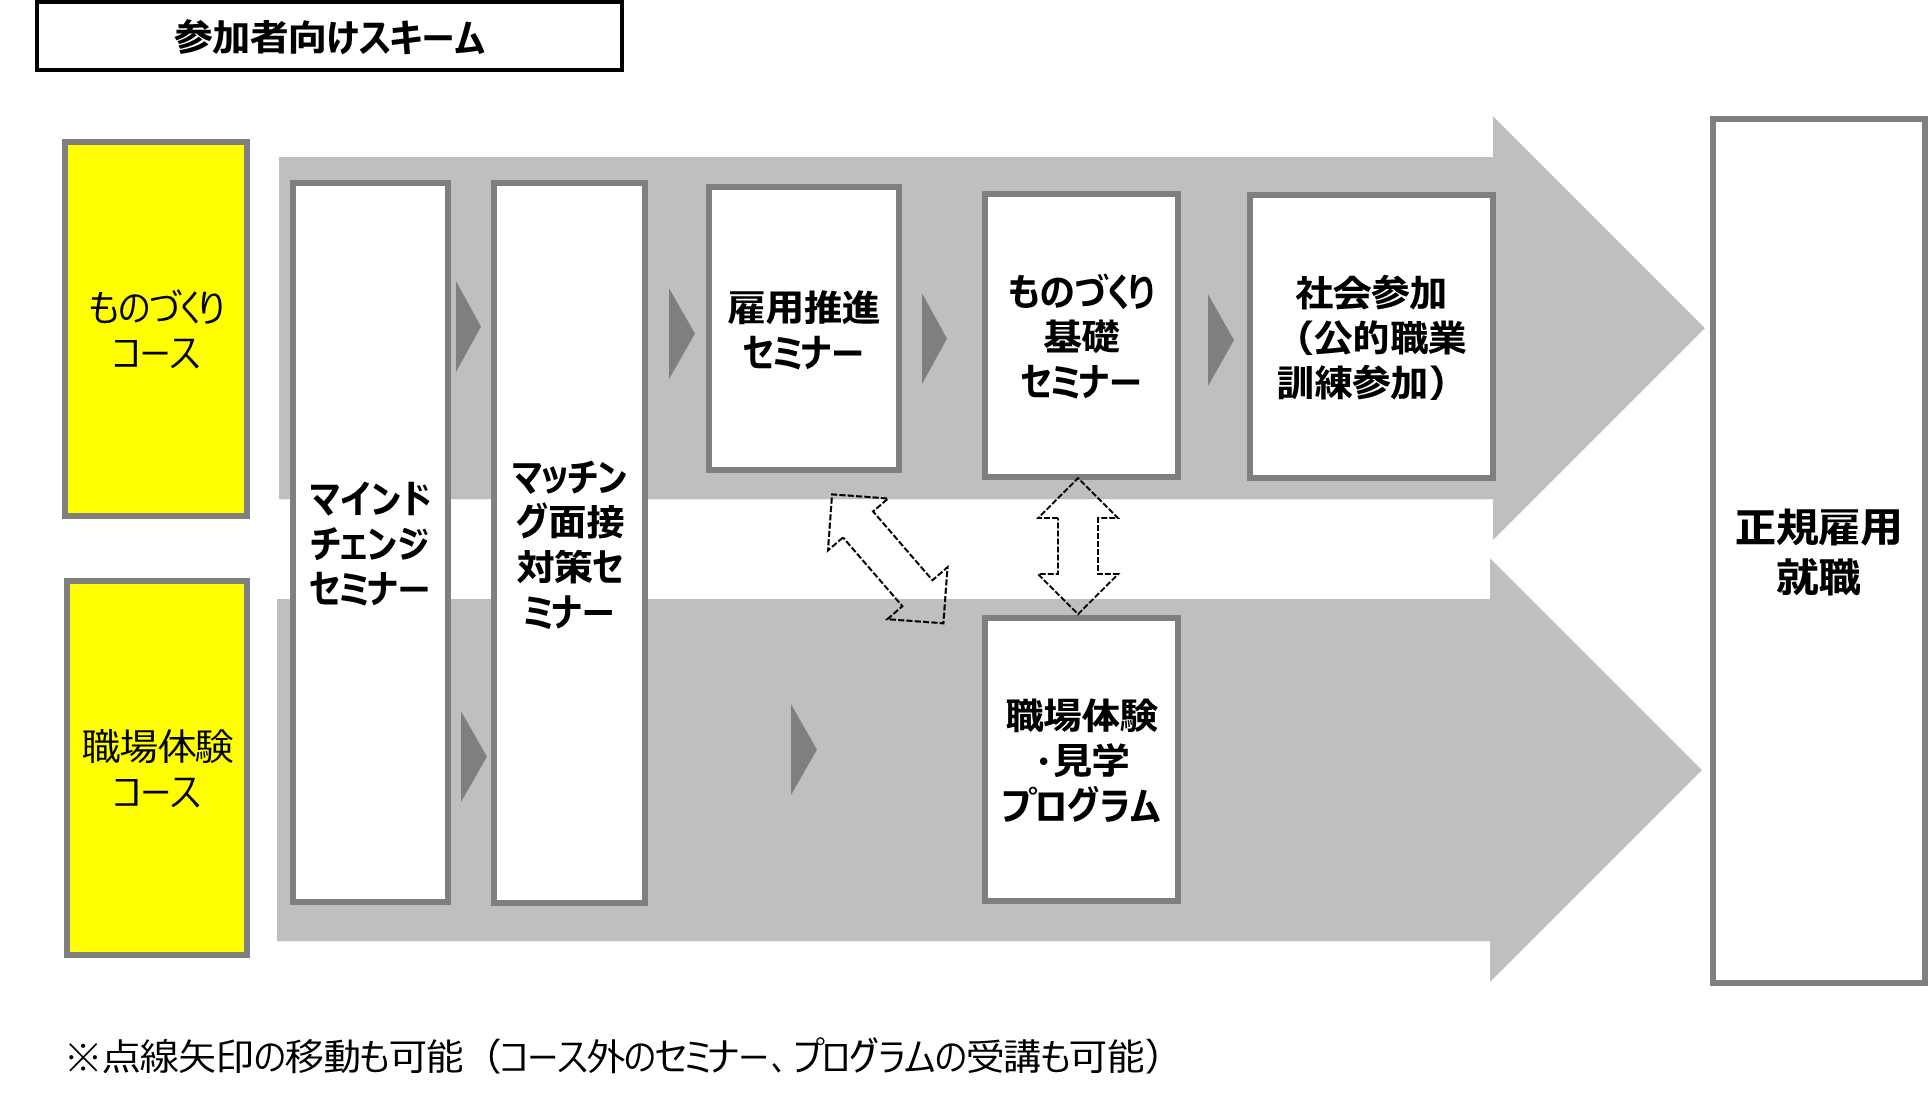 参加者向けスキーム
ものづくり
コース
マインド
チェンジ
セミナー
マッチン
グ面接
対策セ
ミナー
雇用推進
セミナー
ものづくり
基礎
セミナー
社会参加
（公的職業
訓練参加）
職場体験
コース
職場体験
・見学
プログラム
正規雇用
就職
※点線矢印の移動も可能（コース外のセミナー、プログラムの受講も可能）